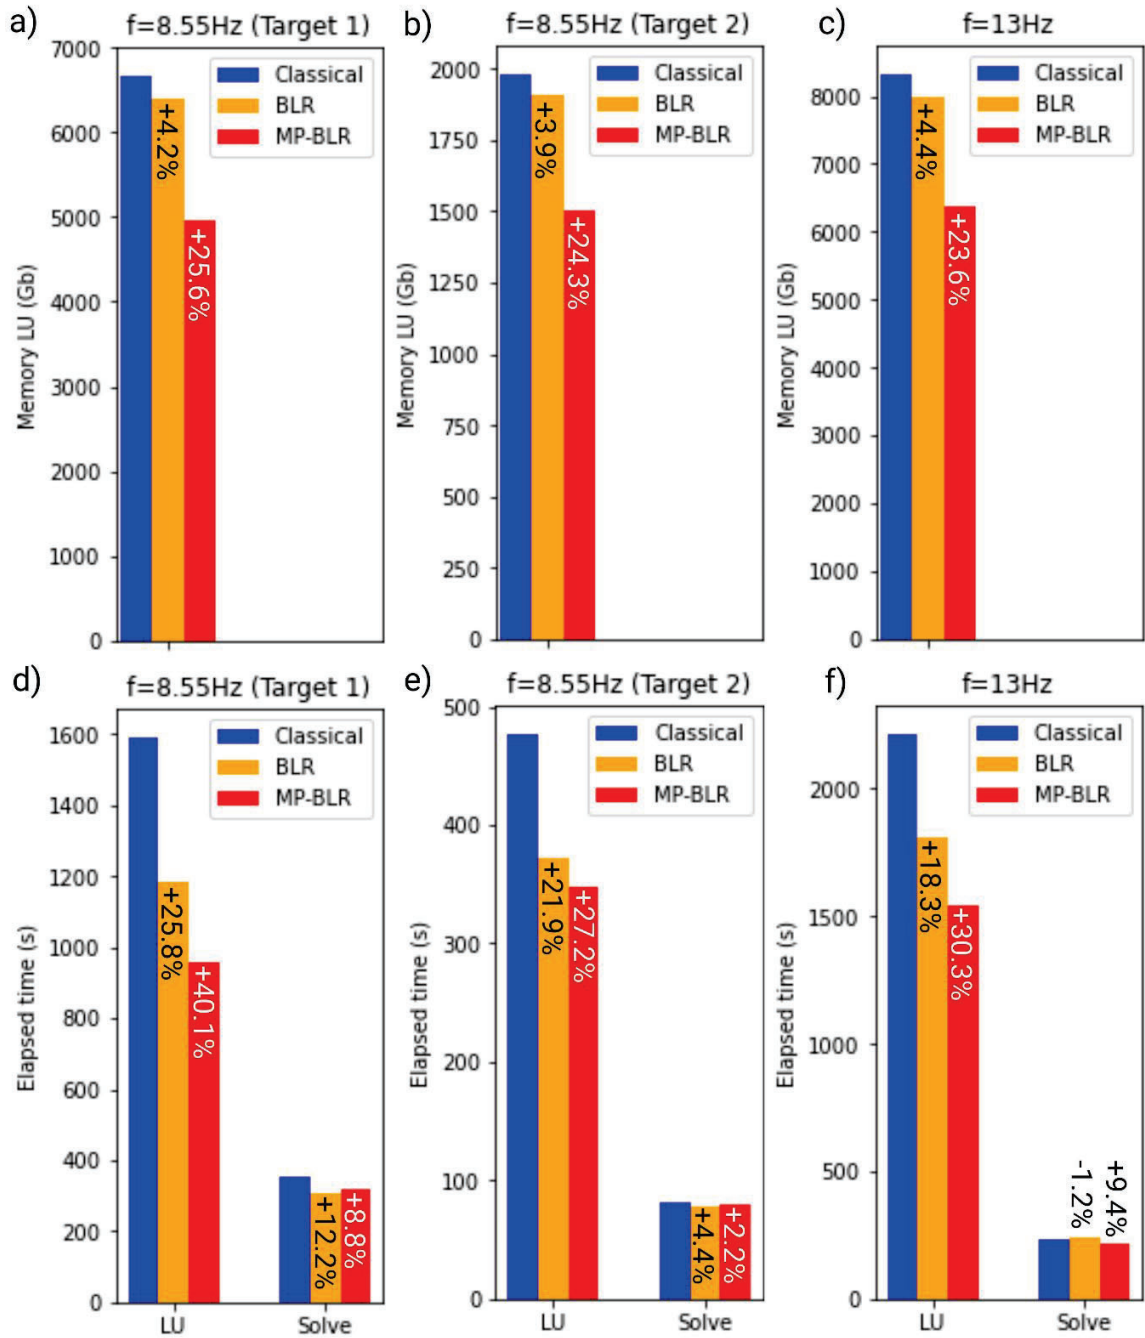 a)
f=8.55Hz (Target 1)
Memory LU (Gb)
7000
6000
5000
4000
3000
2000
1000
0
Classical
BLR
MP-BLR
+4.2%
+25.6%
b)
f=8.55Hz (Target 2)
Memory LU (Gb)
2000
1750
1500
1250
1000
750
500
250
0
Classical
BLR
MP-BLR
+3.9%
+24.3%
c)
f=13Hz
Memory LU (Gb)
8000
7000
6000
5000
4000
3000
2000
1000
0
Classical
BLR
MP-BLR
+4.4%
+23.6%
d)
f=8.55Hz (Target 1)
Elapsed time (s)
1600
1400
1200
1000
800
600
400
200
0
Classical
BLR
MP-BLR
+25.8%
+40.1%
+12.2%
+8.8%
LU
Solve
e)
f=8.55Hz (Target 2)
Elapsed time (s)
500
400
300
200
100
0
Classical
BLR
MP-BLR
+21.9%
+27.2%
+4.4%
+2.2%
LU
Solve
f)
f=13Hz
Elapsed time (s)
2000
1500
1000
500
0
Classical
BLR
MP-BLR
+18.3%
+30.3%
-1.2%
+9.4%
LU
Solve